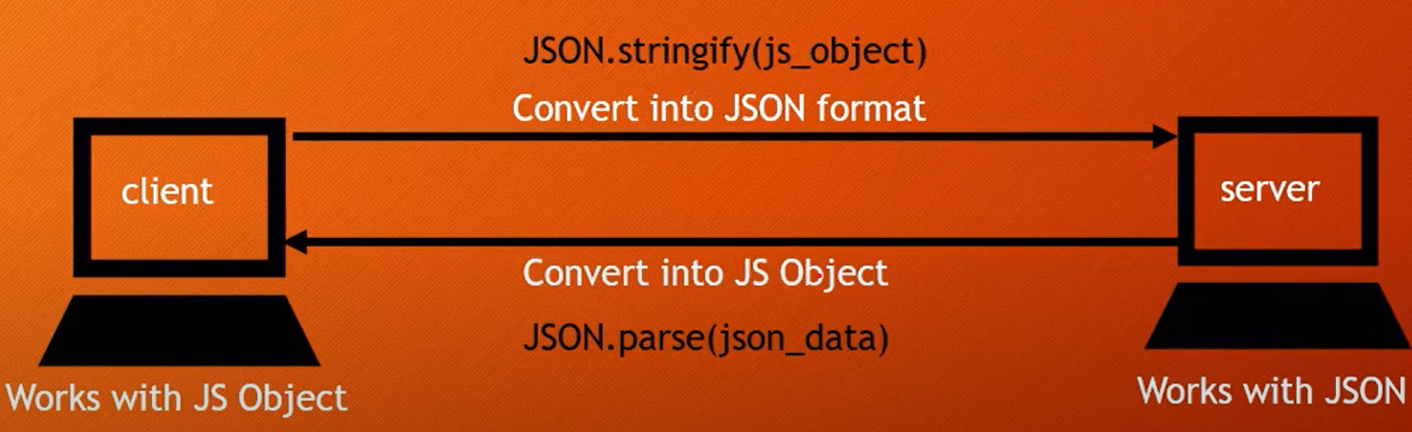 JSON.stringify(js_object)
Convert into JSON format
client
server
Convert into JS Object
JSON.parse(json_data)
Works with JS Object
Works with JSON